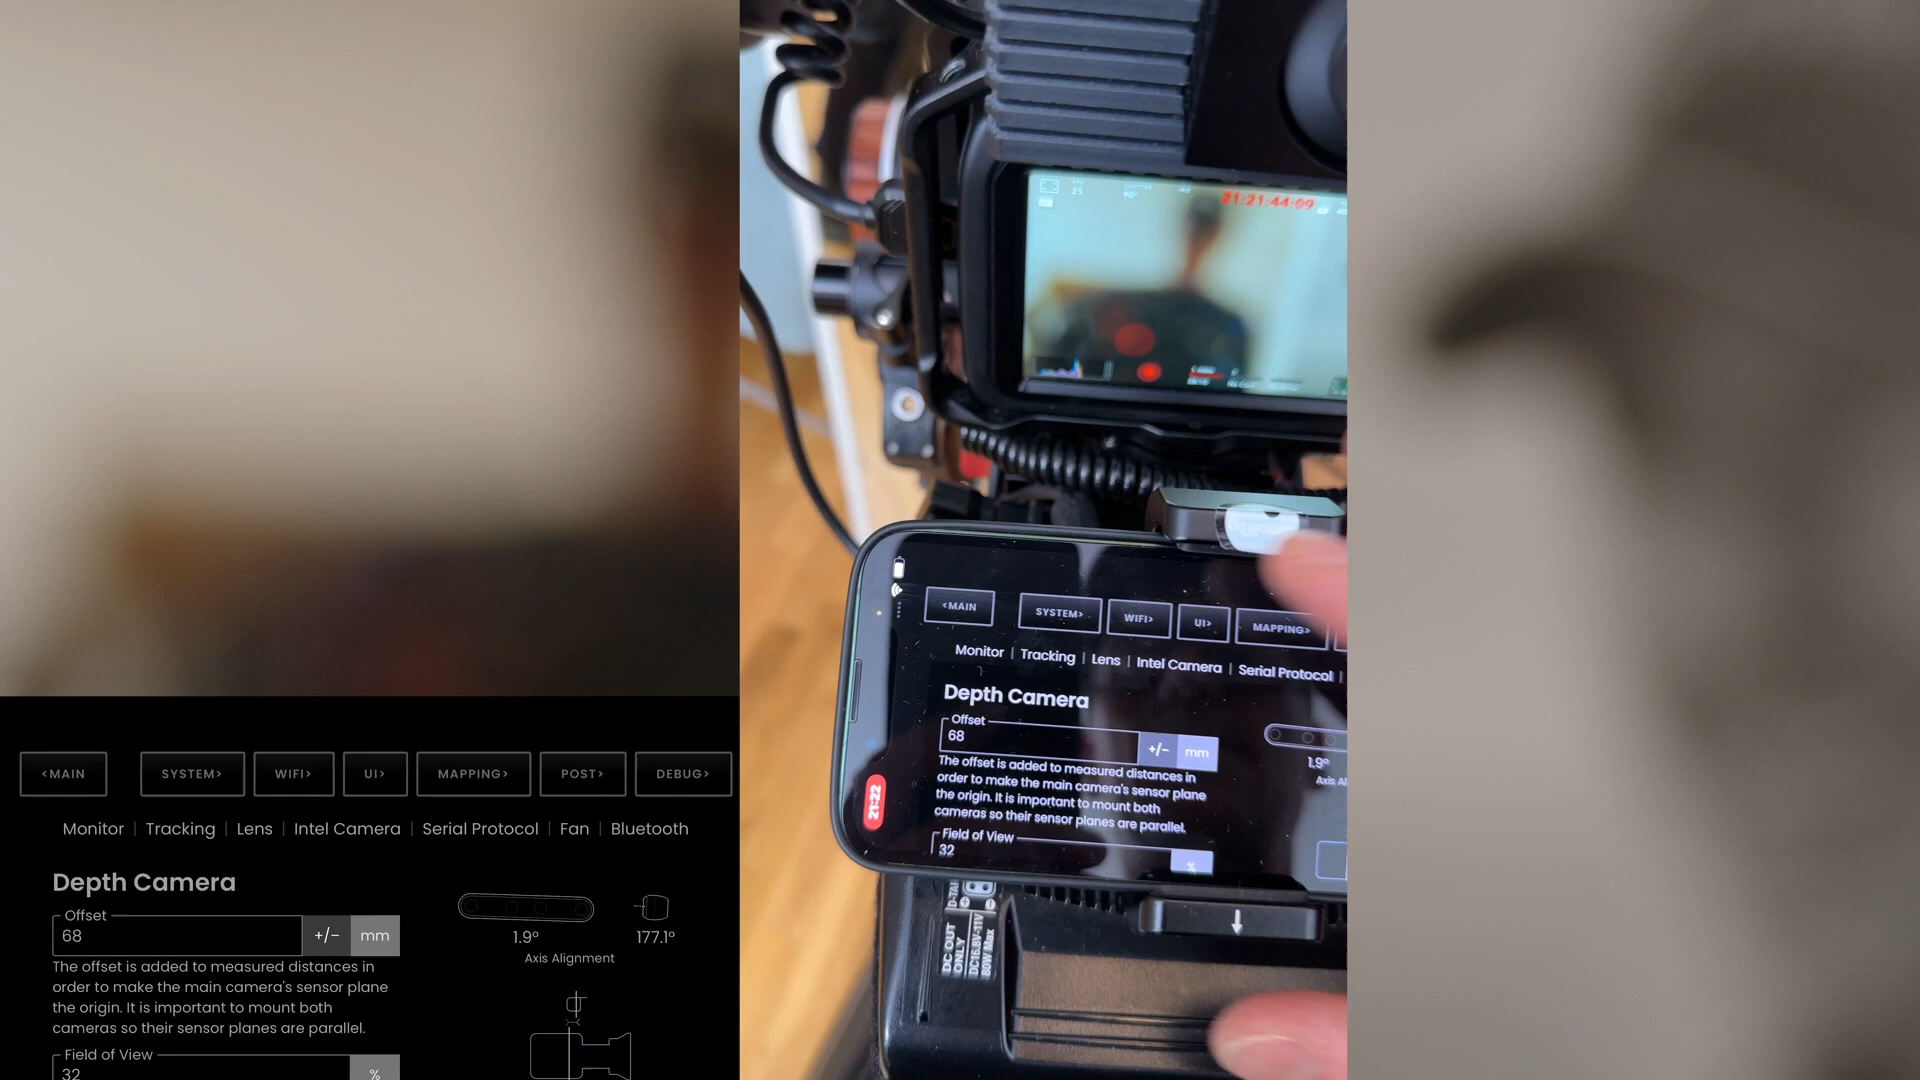 <MAIN
SYSTEM>
WIFI>
UI>
MAPPING>
POST>
DEBUG>
Monitor | Tracking | Lens | Intel Camera | Serial Protocol | Fan | Bluetooth
Depth Camera
Offset
68
+/−
mm
The offset is added to measured distances in
order to make the main camera's sensor plane
the origin. It is important to mount both
cameras so their sensor planes are parallel.
Field of View
32
%
1.9°
177.1°
Axis Alignment
25
90°
21:21:44:09
<MAIN
SYSTEM>
WIFI>
UI>
MAPPING>
Monitor | Tracking | Lens | Intel Camera | Serial Protocol |
Depth Camera
Offset
68
+/−
mm
The offset is added to measured distances in
order to make the main camera's sensor plane
the origin. It is important to mount both
cameras so their sensor planes are parallel.
Field of View
32
%
1.9°
21:22
DC OUT
ONLY
DC16.8V-11V
80W Max